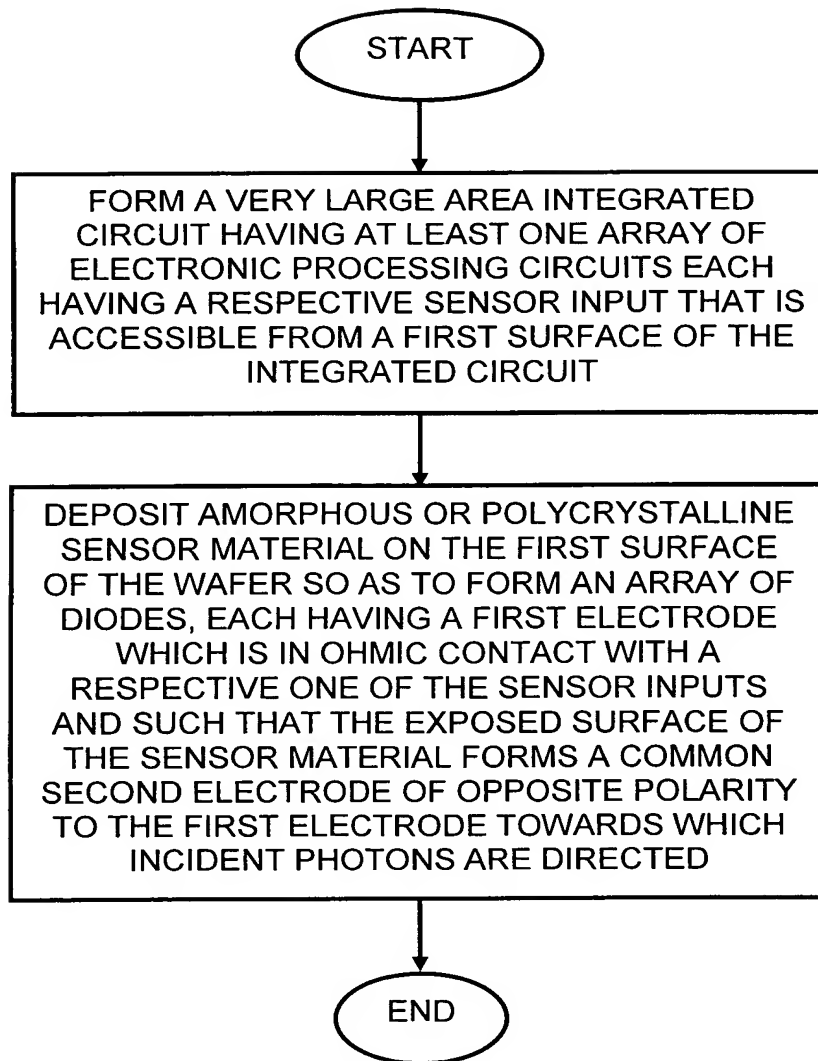 START
FORM A VERY LARGE AREA INTEGRATED
CIRCUIT HAVING AT LEAST ONE ARRAY OF
ELECTRONIC PROCESSING CIRCUITS EACH
HAVING A RESPECTIVE SENSOR INPUT THAT IS
ACCESSIBLE FROM A FIRST SURFACE OF THE
INTEGRATED CIRCUIT
DEPOSIT AMORPHOUS OR POLYCRYSTALLINE
SENSOR MATERIAL ON THE FIRST SURFACE
OF THE WAFER SO AS TO FORM AN ARRAY OF
DIODES, EACH HAVING A FIRST ELECTRODE
WHICH IS IN OHMIC CONTACT WITH A
RESPECTIVE ONE OF THE SENSOR INPUTS
AND SUCH THAT THE EXPOSED SURFACE OF
THE SENSOR MATERIAL FORMS A COMMON
SECOND ELECTRODE OF OPPOSITE POLARITY
TO THE FIRST ELECTRODE TOWARDS WHICH
INCIDENT PHOTONS ARE DIRECTED
END